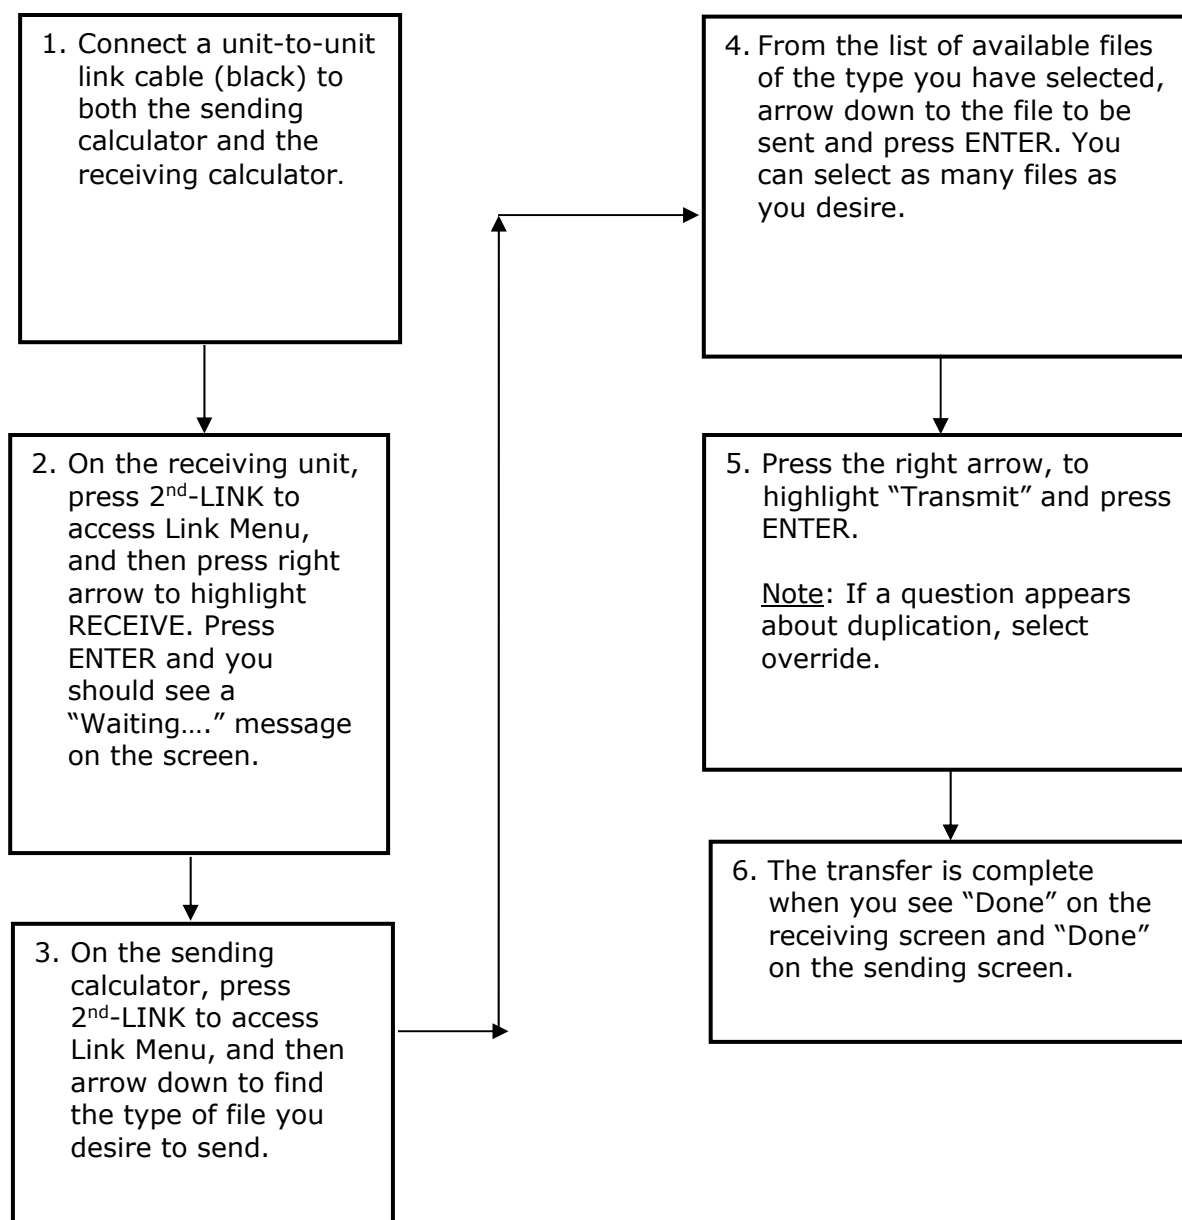 1. Connect a unit-to-unit
link cable (black) to
both the sending
calculator and the
receiving calculator.
2. On the receiving unit,
press 2nd-LINK to
access Link Menu,
and then press right
arrow to highlight
RECEIVE. Press
ENTER and you
should see a
“Waiting….” message
on the screen.
3. On the sending
calculator, press
2nd-LINK to access
Link Menu, and then
arrow down to find
the type of file you
desire to send.
4. From the list of available files
of the type you have selected,
arrow down to the file to be
sent and press ENTER. You
can select as many files as
you desire.
5. Press the right arrow, to
highlight “Transmit” and press
ENTER.
Note: If a question appears
about duplication, select
override.
6. The transfer is complete
when you see “Done” on the
receiving screen and “Done”
on the sending screen.